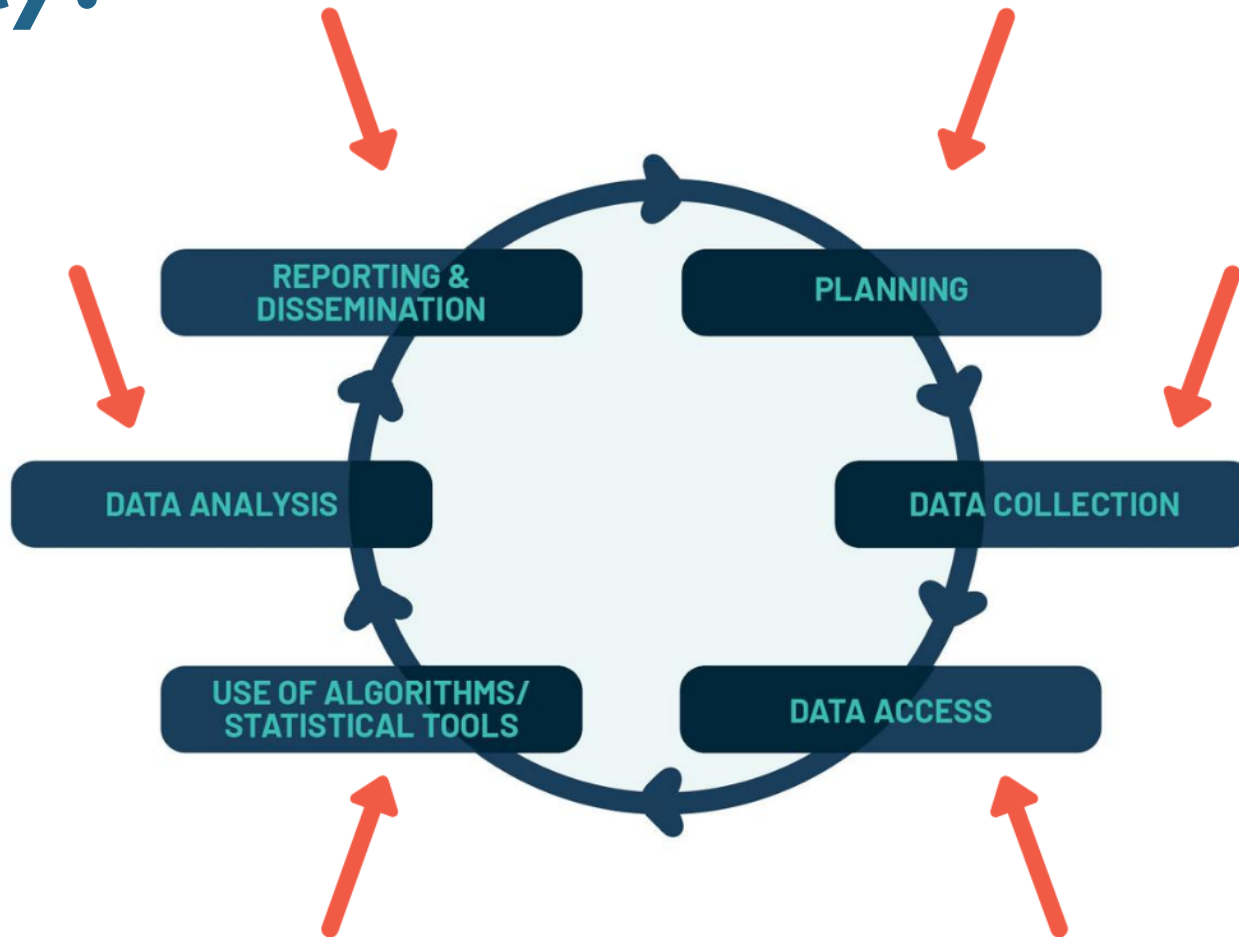 REPORTING &
DISSEMINATION
PLANNING
DATA ANALYSIS
DATA COLLECTION
USE OF ALGORITHMS/
STATISTICAL TOOLS
DATA ACCESS